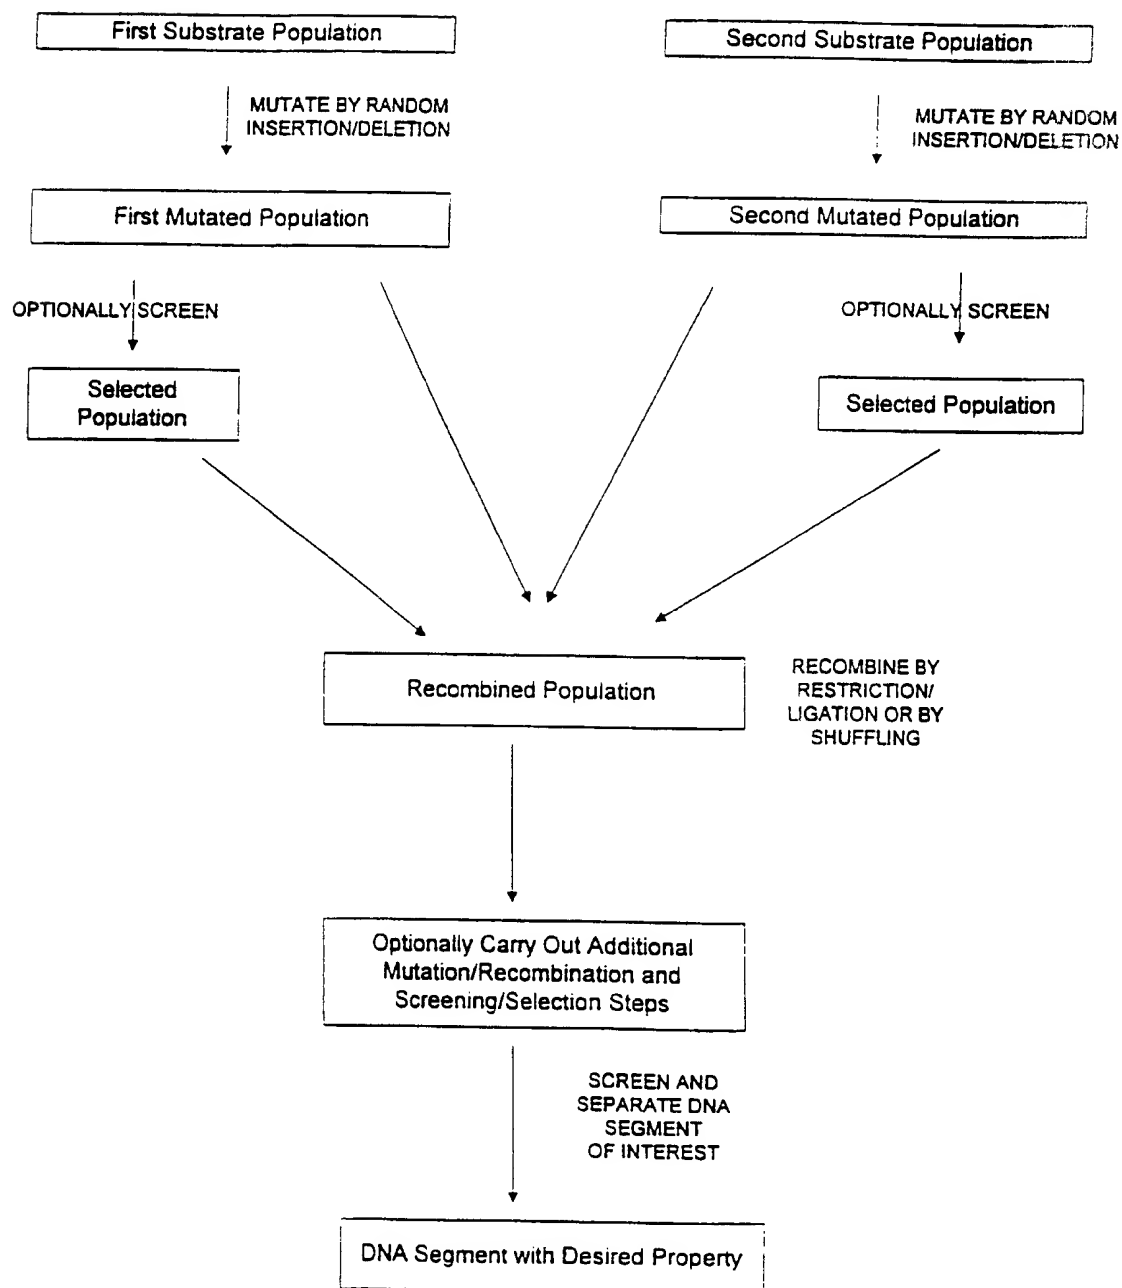 First Substrate Population
Second Substrate Population
MUTATE BY RANDOM
INSERTION/DELETION
MUTATE BY RANDOM
INSERTION/DELETION
First Mutated Population
Second Mutated Population
OPTIONALLY SCREEN
OPTIONALLY SCREEN
Selected
Population
Selected Population
Recombined Population
RECOMBINE BY
RESTRICTION/
LIGATION OR BY
SHUFFLING
Optionally Carry Out Additional
Mutation/Recombination and
Screening/Selection Steps
SCREEN AND
SEPARATE DNA
SEGMENT
OF INTEREST
DNA Segment with Desired Property